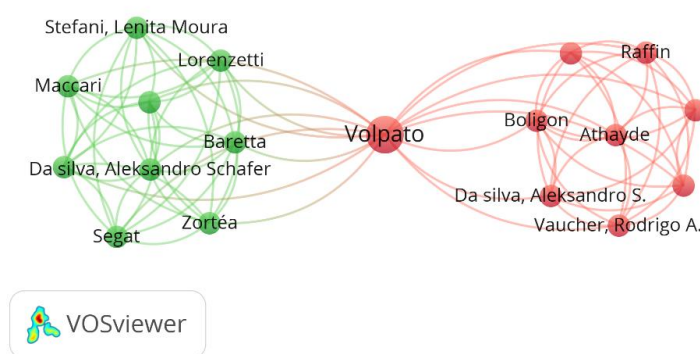 Stefani, Lenita Moura
Lorenzetti
Maccari
Baretta
Da silva, Aleksandro Schafer
Zortéa
Segat
Volpato
Raffin
Boligon
Athayde
Da silva, Aleksandro S.
Vaucher, Rodrigo A.
VOSviewer